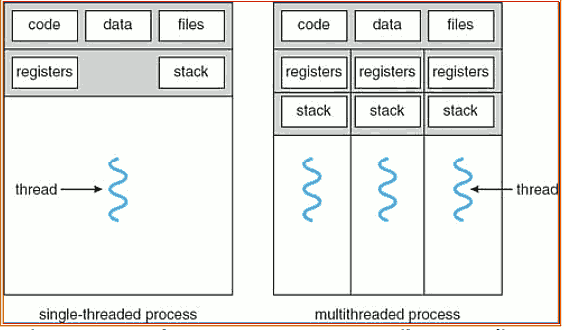 code data files
registers stack
thread
single-threaded process
code data files
registers registers registers
stack stack stack
thread
multithreaded process